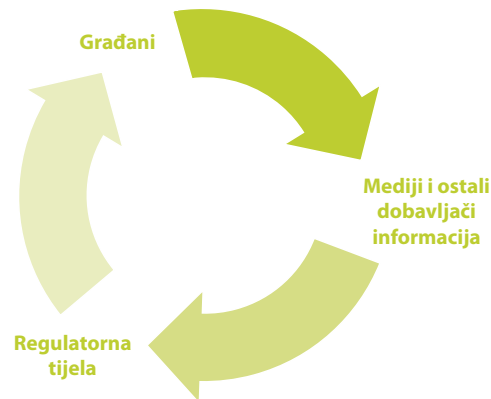 Građani
Mediji i ostali
dobavljači
informacija
Regulatorna
tijela